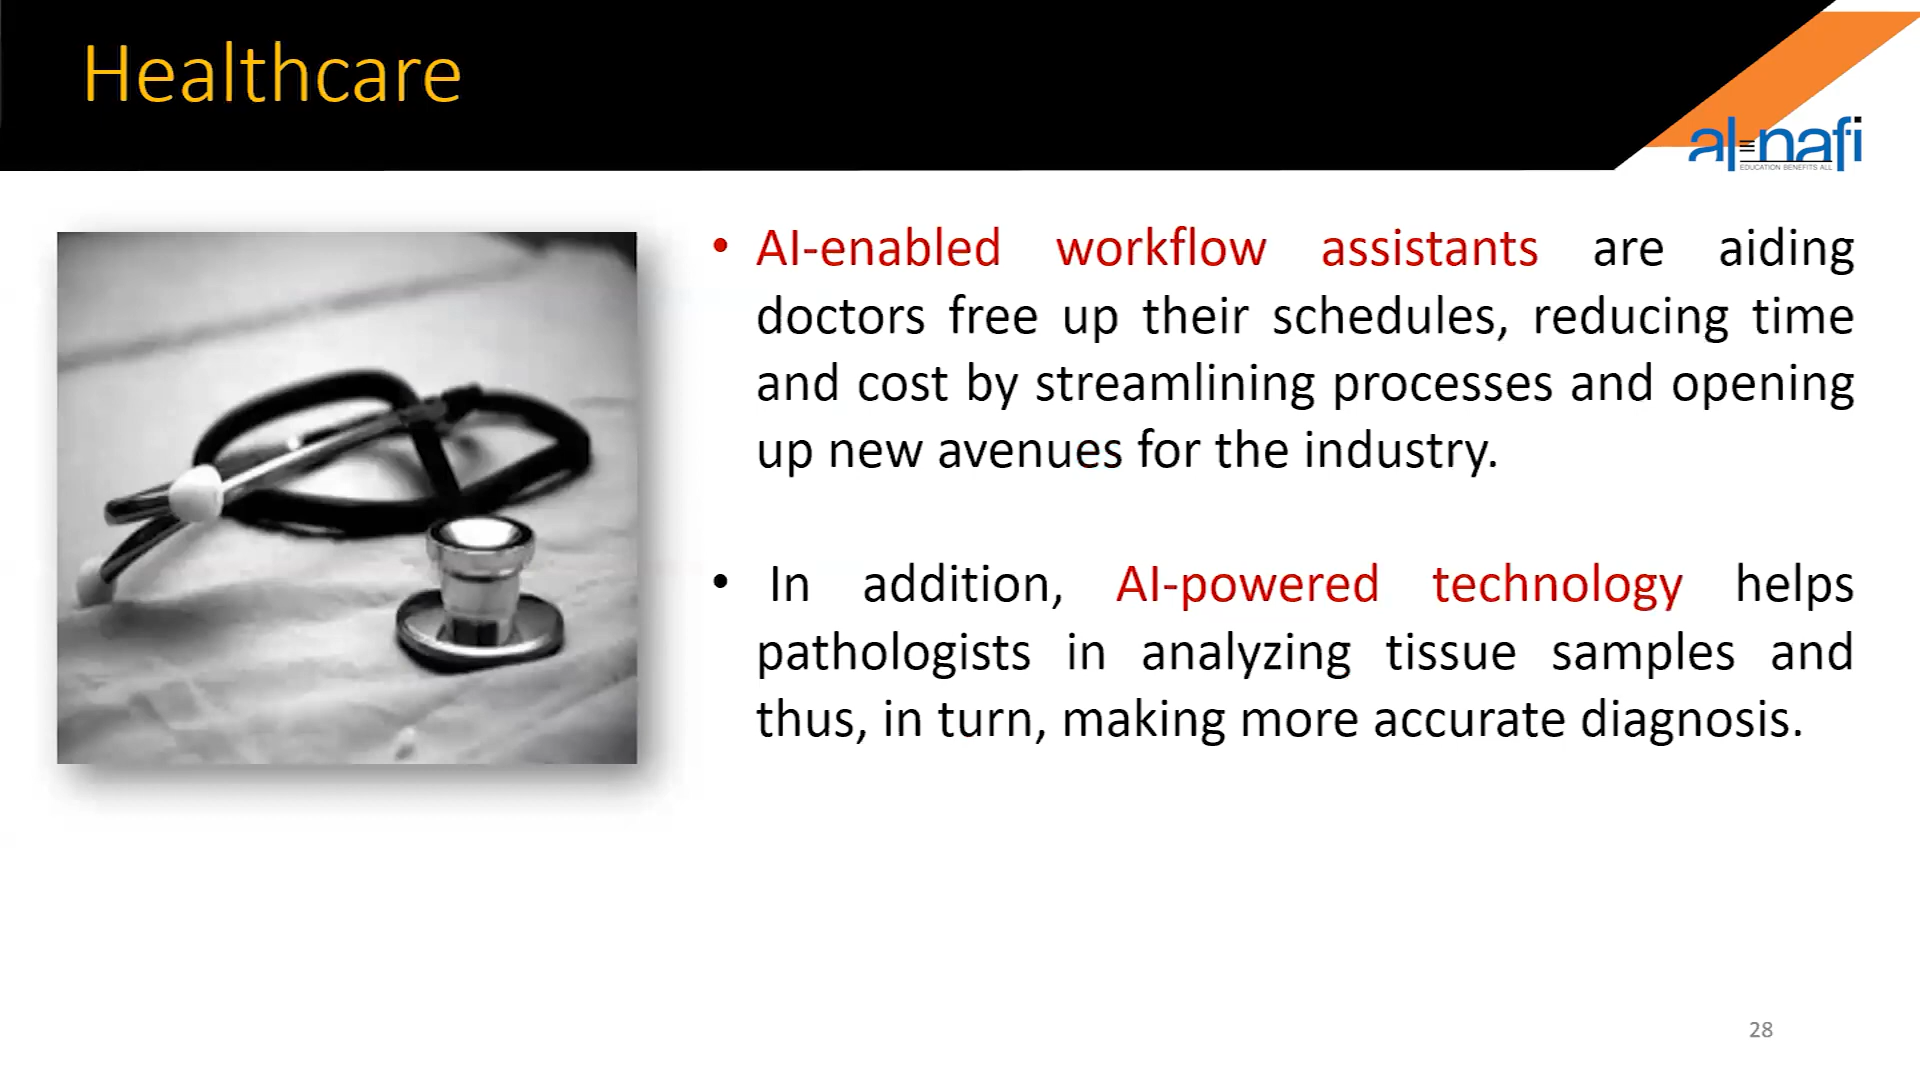 Healthcare
al-nafi
EDUCATION BENEFITS ALL
• AI-enabled workflow assistants are aiding
doctors free up their schedules, reducing time
and cost by streamlining processes and opening
up new avenues for the industry.
• In addition, AI-powered technology helps
pathologists in analyzing tissue samples and
thus, in turn, making more accurate diagnosis.
28